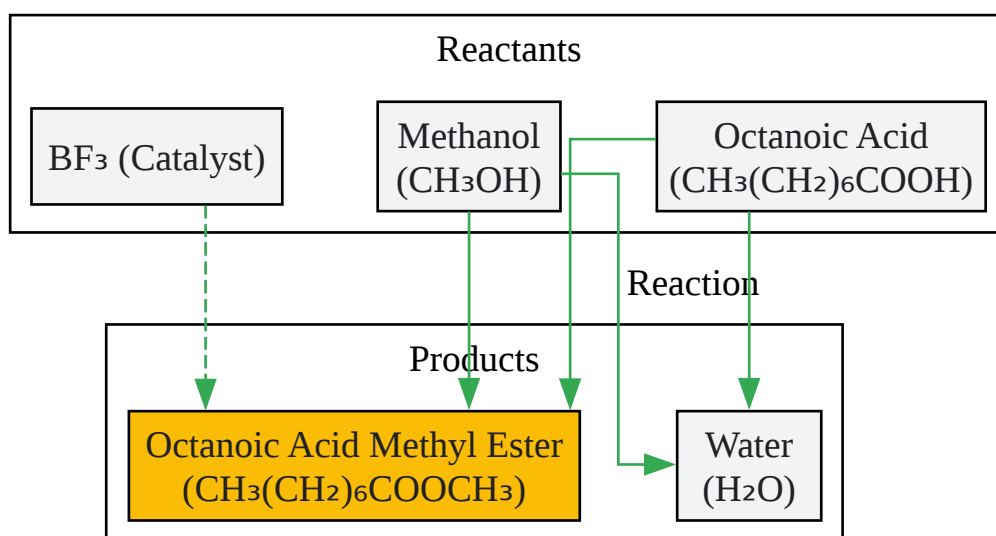 Reactants
BF₃ (Catalyst)
Methanol
(CH₃OH)
Octanoic Acid
(CH₃(CH₂)₆COOH)
Reaction
Products
Octanoic Acid Methyl Ester
(CH₃(CH₂)₆COOCH₃)
Water
(H₂O)